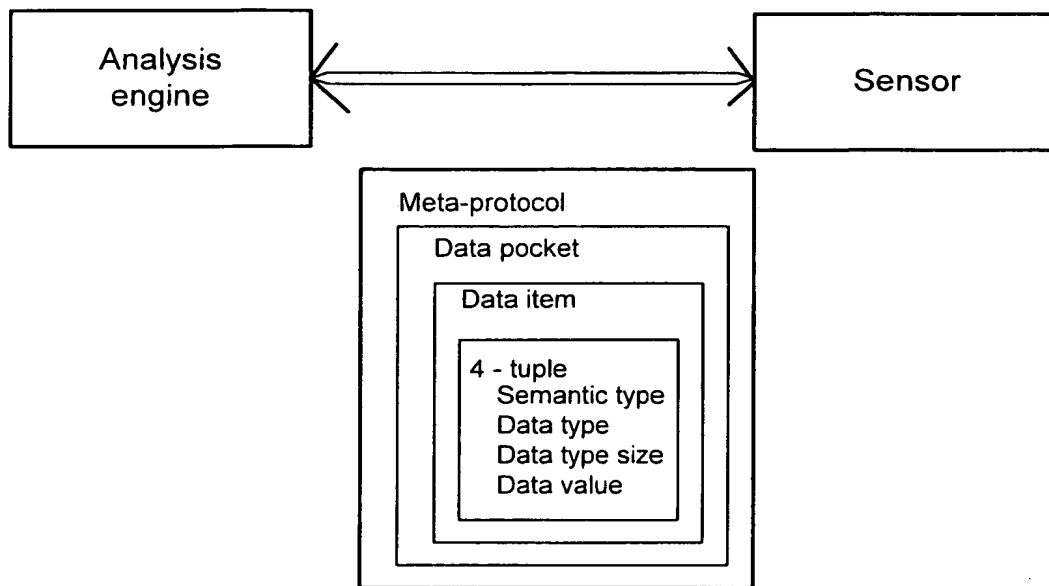 Analysis
engine
Sensor
Meta-protocol
Data pocket
Data item
4 - tuple
Semantic type
Data type
Data type size
Data value